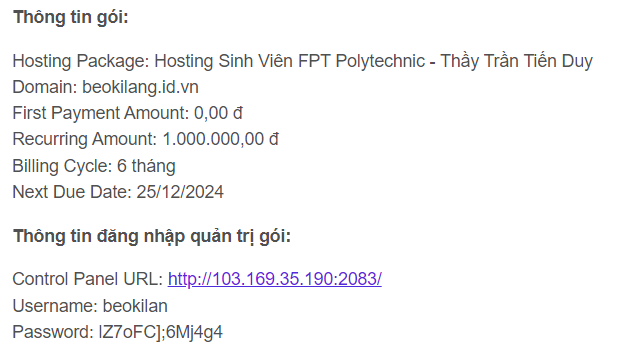 Thông tin gói:
Hosting Package: Hosting Sinh Viên FPT Polytechnic - Thầy Trần Tiến Duy
Domain: beokilang.id.vn
First Payment Amount: 0,00 đ
Recurring Amount: 1.000.000,00 đ
Billing Cycle: 6 tháng
Next Due Date: 25/12/2024
Thông tin đăng nhập quản trị gói:
Control Panel URL: http://103.169.35.190:2083/
Username: beokilan
Password: lZ7oFC];6Mj4g4